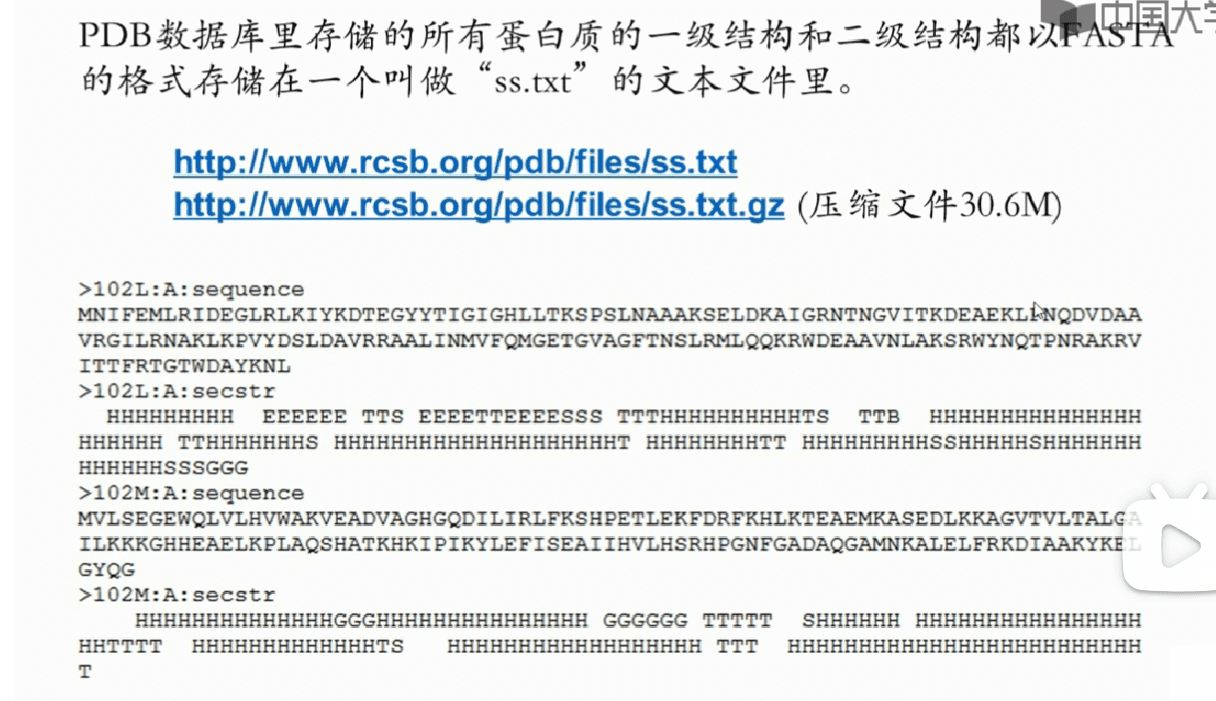 PDB数据库里存储的所有蛋白质的一级结构和二级结构都以FASTA
的格式存储在一个叫做“ss.txt”的文本文件里。
http://www.rcsb.org/pdb/files/ss.txt
http://www.rcsb.org/pdb/files/ss.txt.gz (压缩文件30.6M)
>102L:A:sequence
MNIFEMLRIDEGLRLKIYKDTEGYYTIGIGHLLTKSPSLNAAAKSELDKAIGRNTNGVITKDEAEKLFNQDVDAA
VRGILRNAKLKPVYDSLDAVRRAALINMVFQMGETGVAGFTNSLRMLQQKRWDEAAVNLAKSRWYNQTPNRAKRV
ITTFRTGTWDAYKNL
>102L:A:secstr
  HHHHHHHHH  EEEEEE TTS EEEETTEEEESSS TTTHHHHHHHHHHTS  TTB  HHHHHHHHHHHHHHH
HHHHHH TTHHHHHHHS HHHHHHHHHHHHHHHHHHHHT HHHHHHHHTT HHHHHHHHHSSHHHHHSHHHHHHH
HHHHHHSSSGGG
>102M:A:sequence
MVLSEGEWQLVLHVWAKVEADVAGHGQDILIRLFKSHPETLEKFDRFKHLKTEAEMKASEDLKKAGVTVLTALGA
ILKKKGHHEAELKPLAQSHATKHKIPIKYLEFISEAIIHVLHSRHPGNFGADAQGAMNKALELFRKDIAAKYKEL
GYQG
>102M:A:secstr
    HHHHHHHHHHHHHHGGGHHHHHHHHHHHHHHH GGGGGG TTTTT  SHHHHHH HHHHHHHHHHHHHHHH
HHTTTT  HHHHHHHHHHHHHTS   HHHHHHHHHHHHHHHHHH TTT  HHHHHHHHHHHHHHHHHHHHHHHHH
T